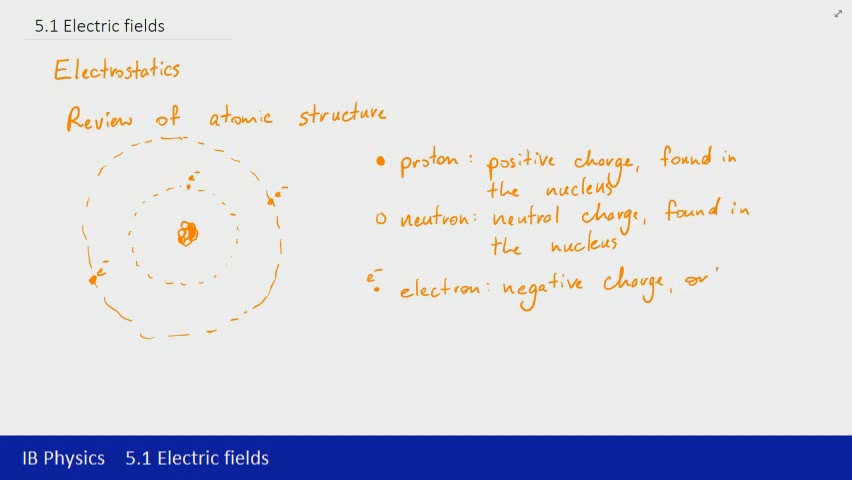 5.1 Electric fields
Electrostatics
Review of atomic structure
e⁻
e⁻
e⁻
proton: positive charge, found in
the nucleus
neutron: neutral charge, found in
the nucleus
e⁻
electron: negative charge, or
IB Physics 5.1 Electric fields